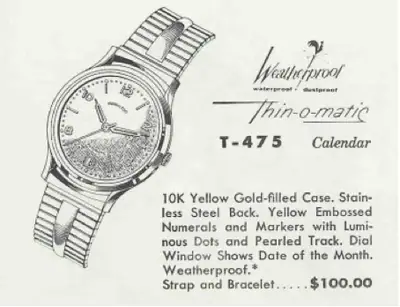 Weatherproof
waterproof - dustproof
Thin-o-matic
T-475 Calendar
10K Yellow Gold-filled Case. Stain-
less Steel Back. Yellow Embossed
Numerals and Markers with Lumi-
nous Dots and Pearled Track. Dial
Window Shows Date of the Month.
Weatherproof.*
Strap and Bracelet.....$100.00